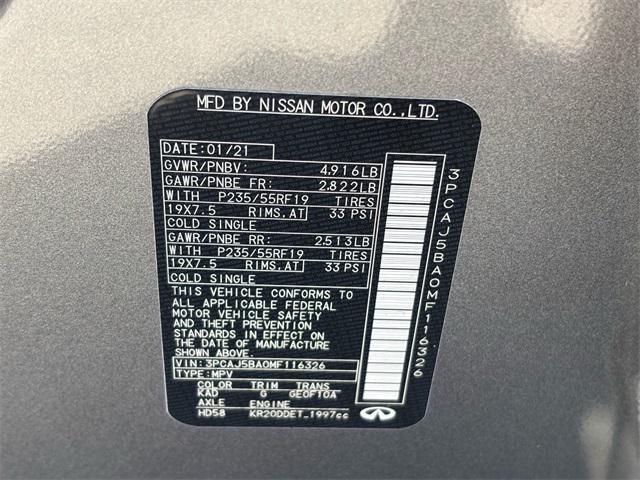 MFD BY NISSAN MOTOR CO.,LTD.
DATE:01/21
GVWR/PNBV: 4,916LB
GAWR/PNBE FR: 2,822LB
WITH P235/55RF19 TIRES
19X7.5 RIMS,AT 33 PSI
COLD SINGLE
GAWR/PNBE RR: 2,513LB
WITH P235/55RF19 TIRES
19X7.5 RIMS,AT 33 PSI
COLD SINGLE
THIS VEHICLE CONFORMS TO
ALL APPLICABLE FEDERAL
MOTOR VEHICLE SAFETY
AND THEFT PREVENTION
STANDARDS IN EFFECT ON
THE DATE OF MANUFACTURE
SHOWN ABOVE.
VIN:3PCAJ5BA0MF116326
TYPE:MPV
COLOR TRIM TRANS
KAD G GE0F10A
AXLE ENGINE
HD58 KR20DDET_1997cc
3PCAJ5BA0MF116326